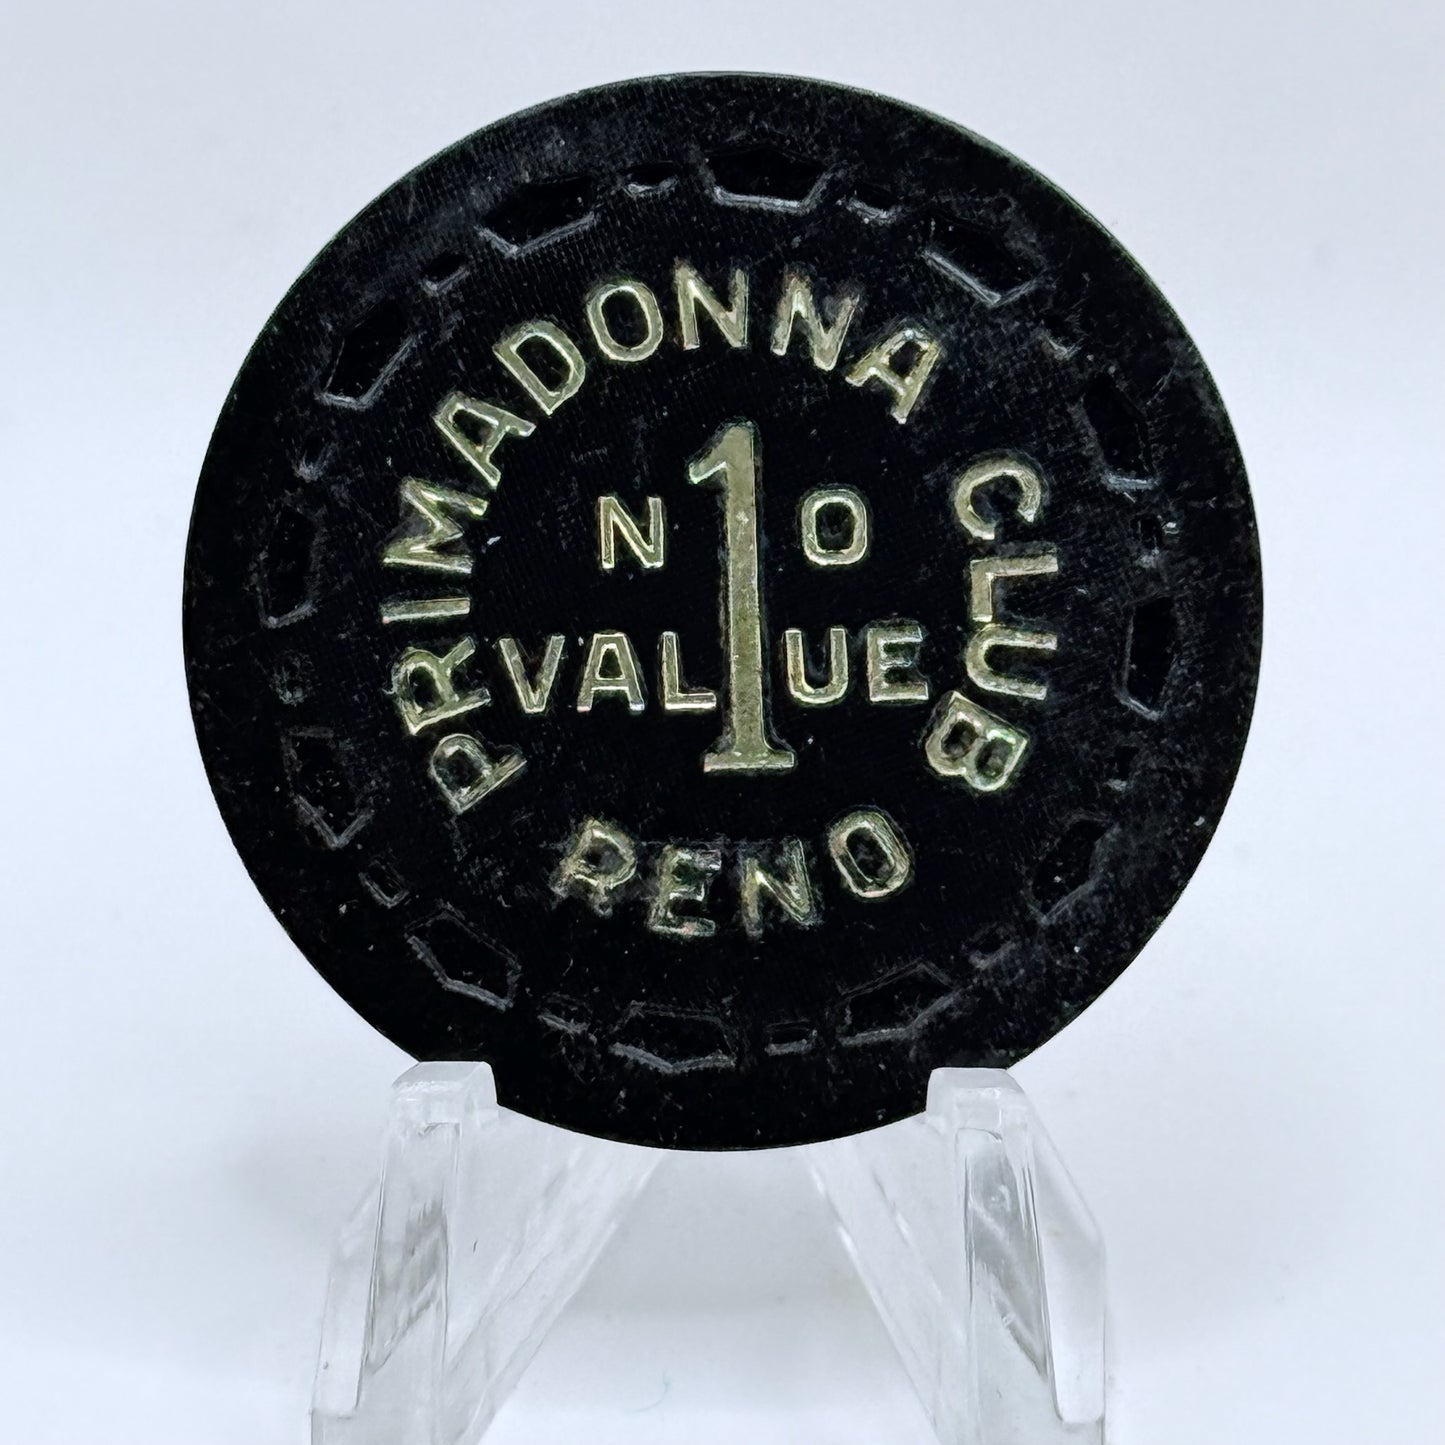 PRIMADONNA CLUB
1
NO
VALUE
RENO